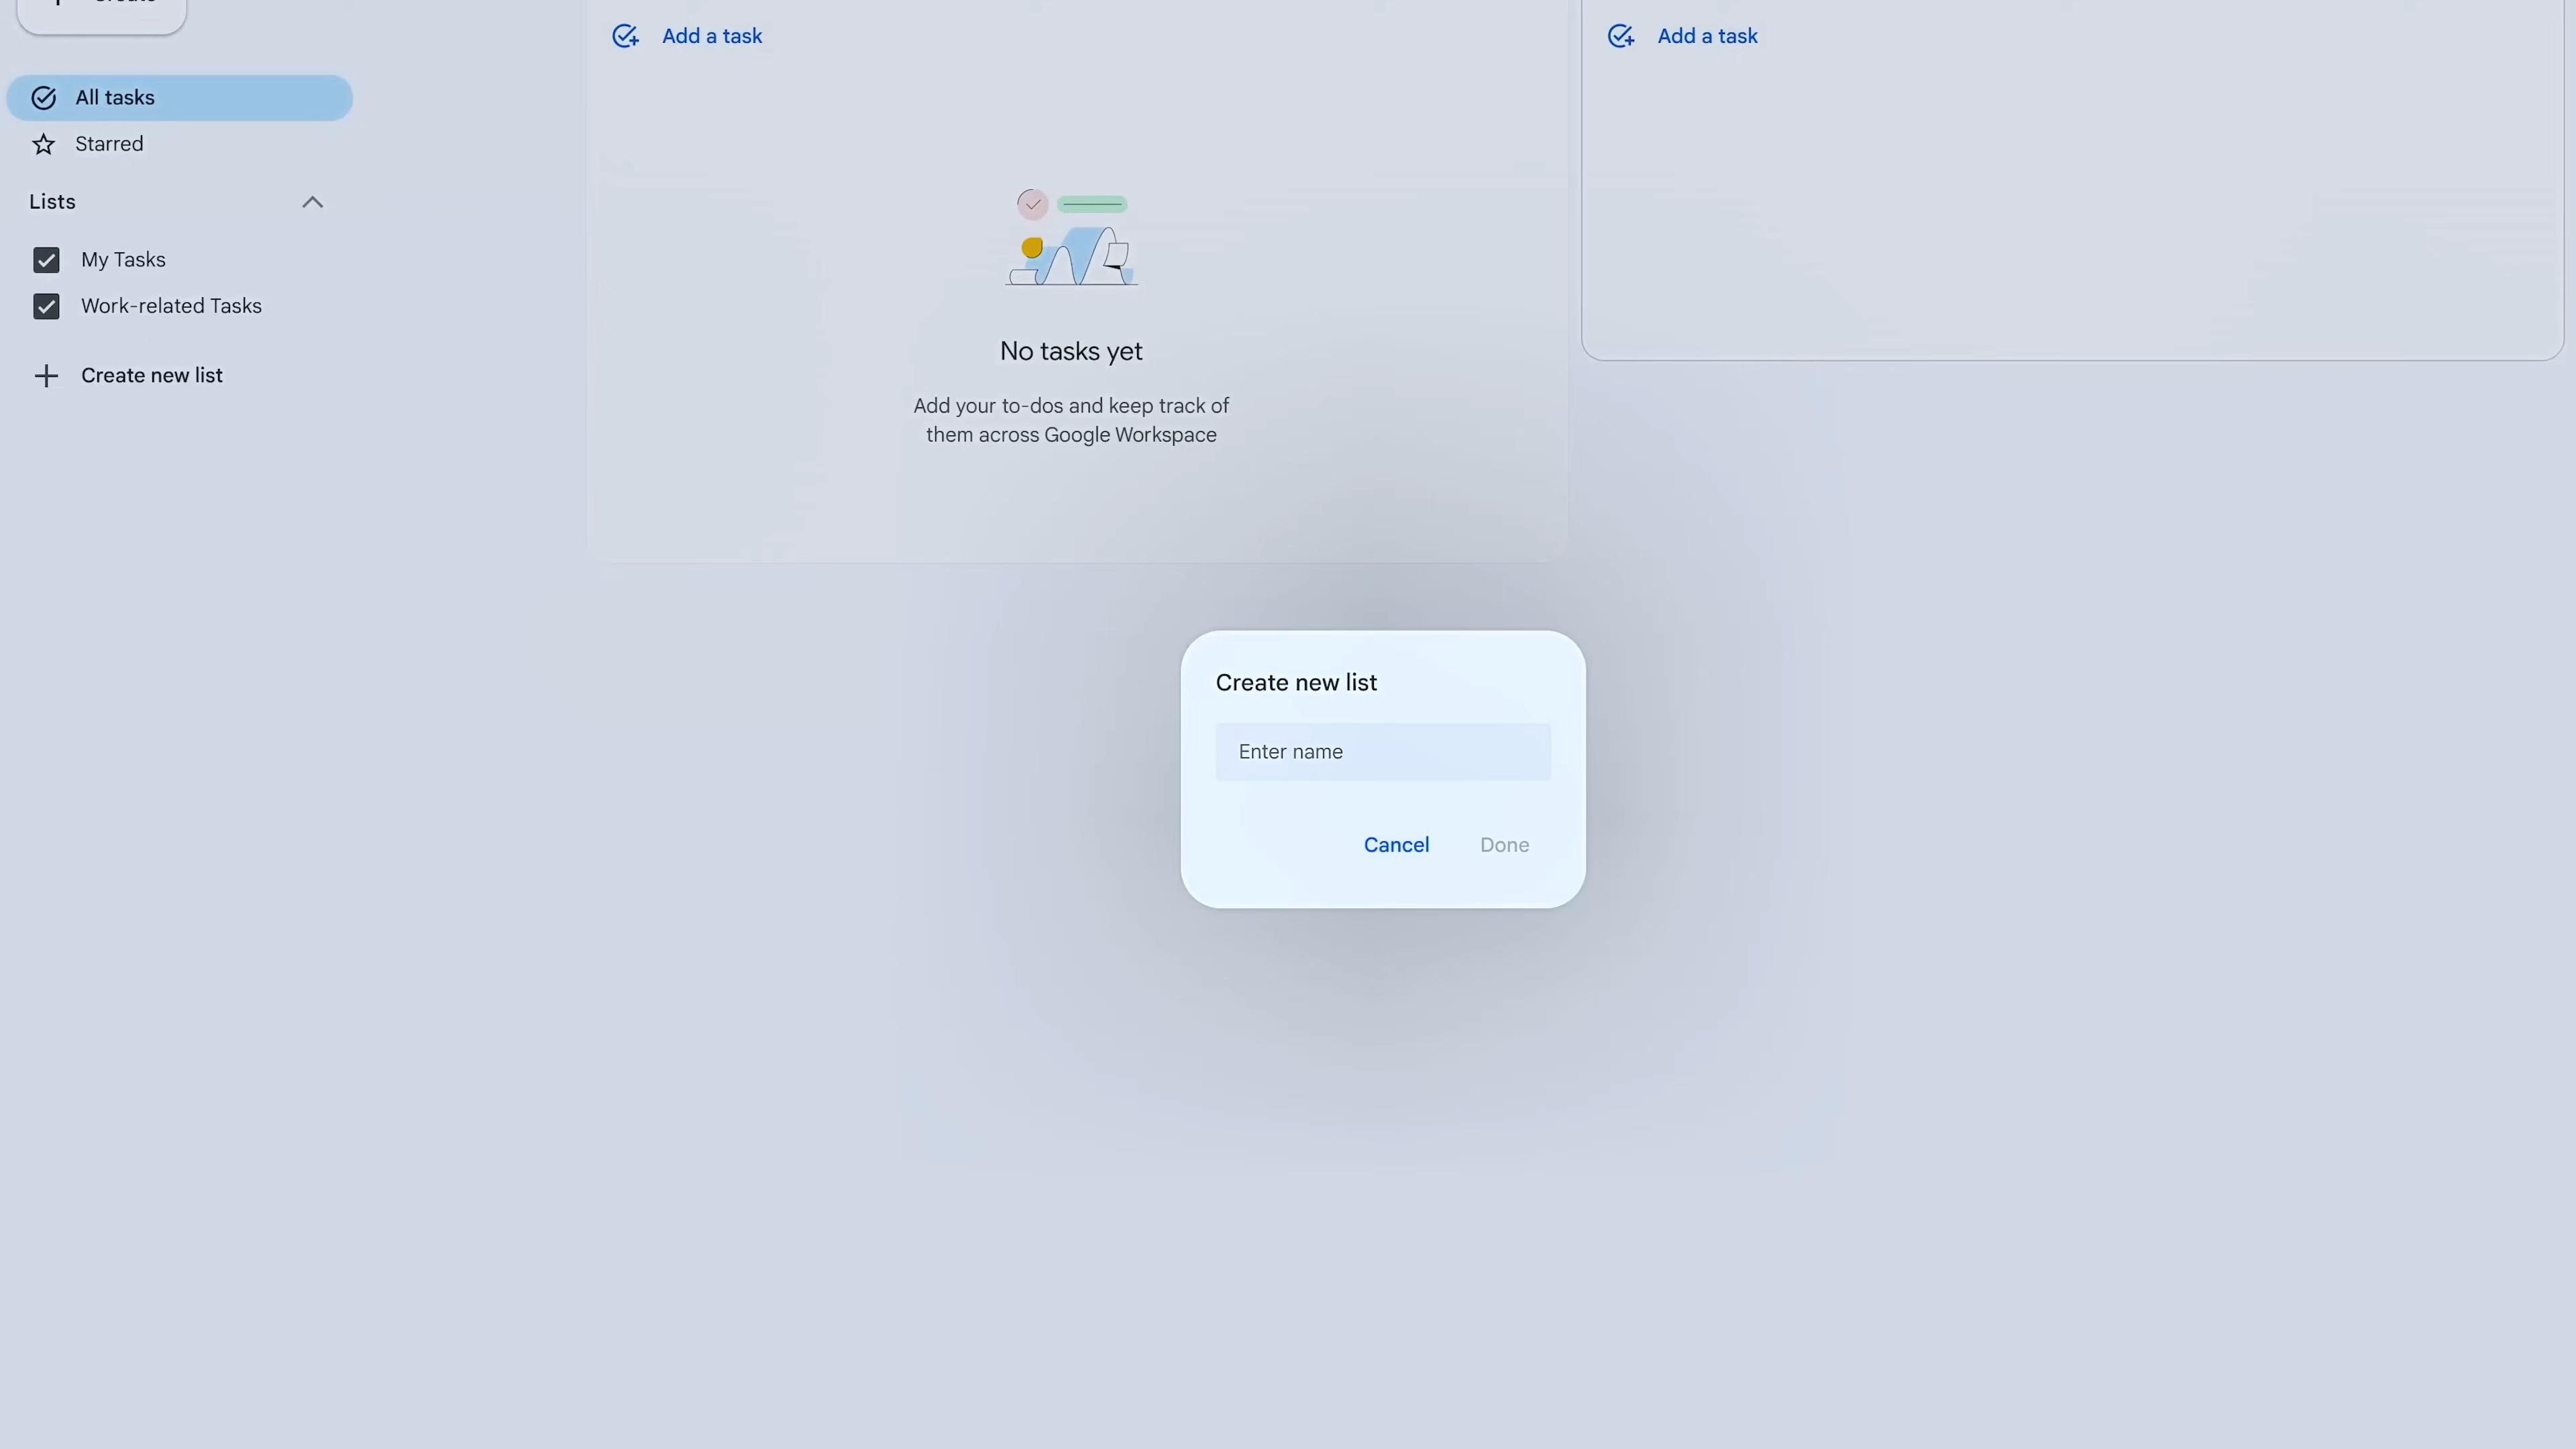 Create
All tasks
Starred
Lists
My Tasks
Work-related Tasks
Create new list
Add a task
No tasks yet
Add your to-dos and keep track of
them across Google Workspace
Add a task
Create new list
Enter name
Cancel
Done